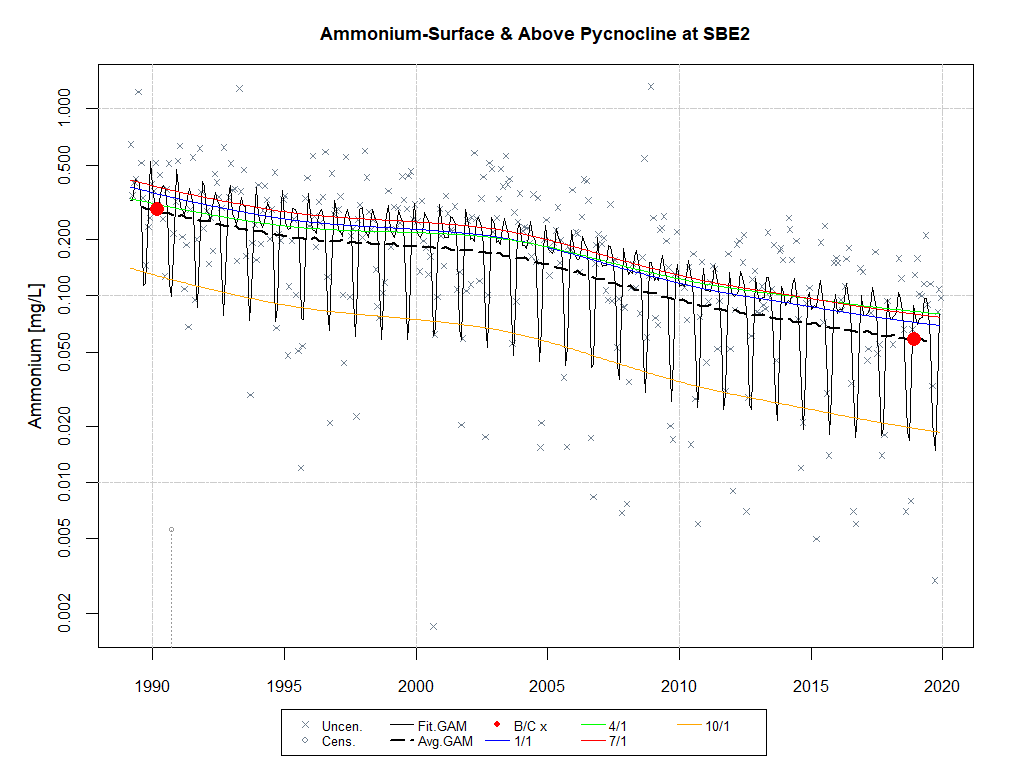 Ammonium-Surface & Above Pycnocline at SBE2
Ammonium [mg/L]
1.000
0.500
0.200
0.100
0.050
0.020
0.010
0.005
0.002
1990 1995 2000 2005 2010 2015 2020
Uncen. Fit.GAM B/C x 4/1 10/1
Cens. Avg.GAM 1/1 7/1